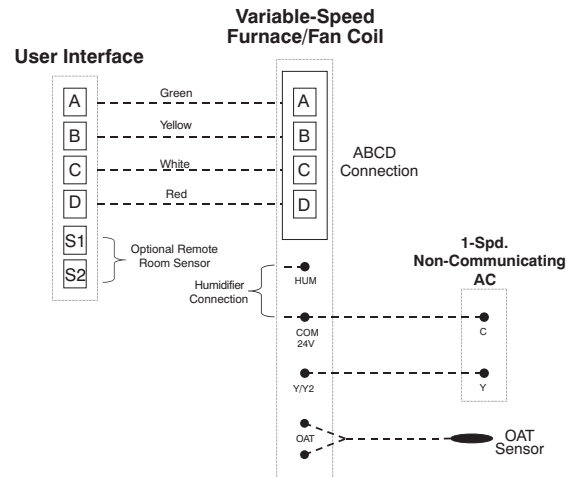 Variable-Speed
Furnace/Fan Coil
User Interface
A
Green
A
B
Yellow
B
C
White
C
D
Red
D
ABCD
Connection
S1
S2
Optional Remote
Room Sensor
1-Spd.
Non-Communicating
AC
Humidifier
Connection
HUM
COM
24V
C
Y/Y2
Y
OAT
OAT
Sensor